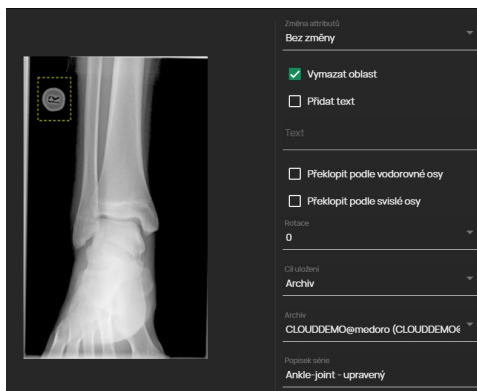 Změna atributů
Bez změny
Vymazat oblast
Přidat text
Text
Překlopit podle vodorovné osy
Překlopit podle svislé osy
Rotace
0
Cíl uložení
Archiv
Archiv
CLOUDDEMO@medoro (CLOUDDEMO@
Popisek série
Ankle-joint - upravený